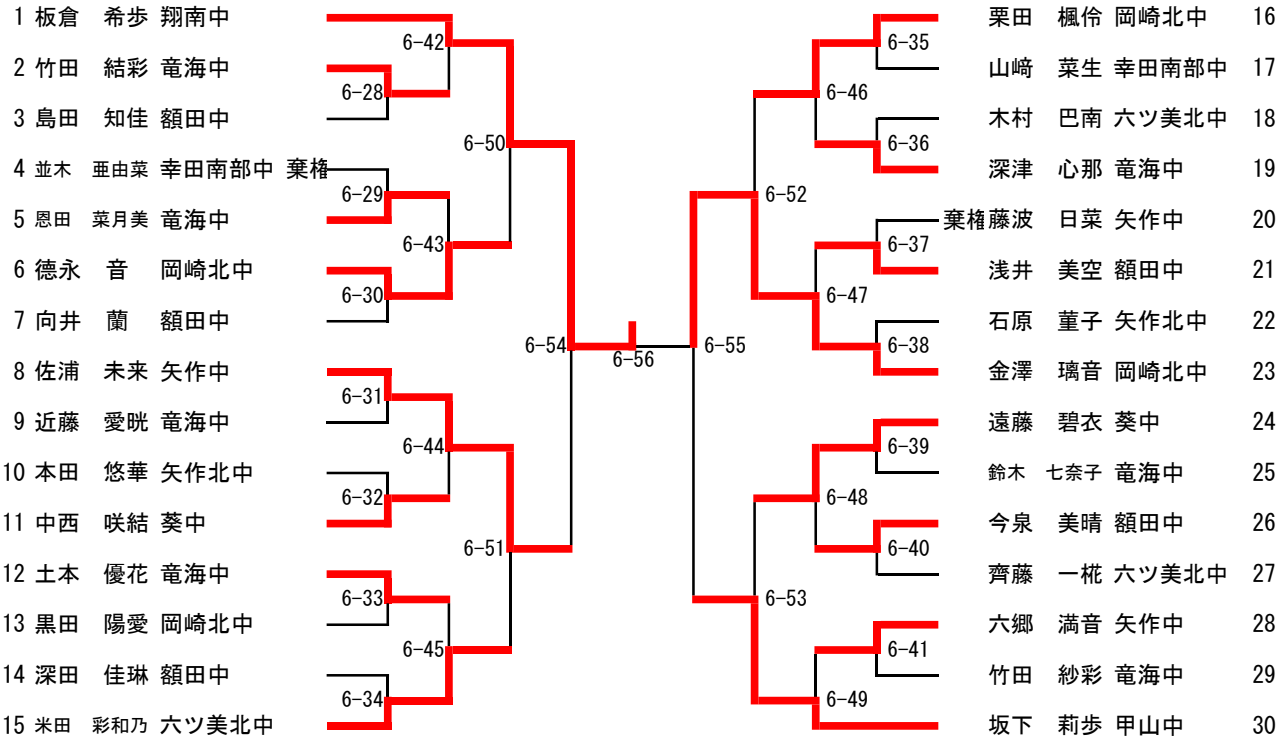 1 板倉 希歩 翔南中
2 竹田 結彩 竜海中
3 島田 知佳 額田中
4 並木 亜由菜 幸田南部中 棄権
5 恩田 菜月美 竜海中
6 德永 音 岡崎北中
7 向井 蘭 額田中
8 佐浦 未来 矢作中
9 近藤 愛晄 竜海中
10 本田 悠華 矢作北中
11 中西 咲結 葵中
12 土本 優花 竜海中
13 黒田 陽愛 岡崎北中
14 深田 佳琳 額田中
15 米田 彩和乃 六ツ美北中
6-42
6-28
6-50
6-29
6-43
6-30
6-54
6-31
6-44
6-32
6-51
6-33
6-45
6-34
6-56
6-35
6-46
6-36
6-52
6-37
6-47
6-55
6-38
6-39
6-48
6-40
6-53
6-41
6-49
栗田 楓伶 岡崎北中 16
山﨑 菜生 幸田南部中 17
木村 巴南 六ツ美北中 18
深津 心那 竜海中 19
棄権 藤波 日菜 矢作中 20
浅井 美空 額田中 21
石原 菫子 矢作北中 22
金澤 璃音 岡崎北中 23
遠藤 碧衣 葵中 24
鈴木 七奈子 竜海中 25
今泉 美晴 額田中 26
齊藤 一椛 六ツ美北中 27
六郷 満音 矢作中 28
竹田 紗彩 竜海中 29
坂下 莉歩 甲山中 30